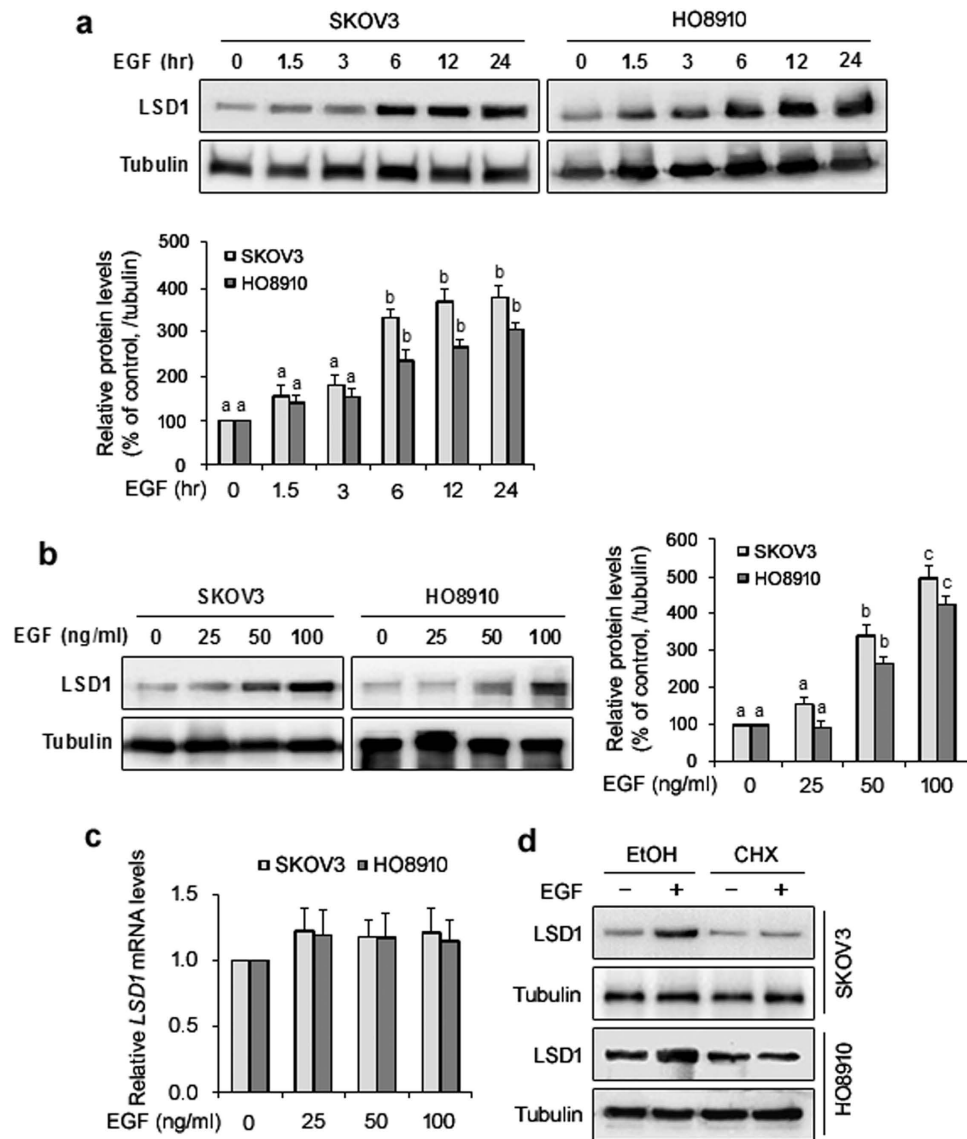 a
SKOV3 HO8910
EGF (hr) 0 1.5 3 6 12 24 0 1.5 3 6 12 24
LSD1
Tubulin
Relative protein levels
(% of control, /tubulin)
500
400
300
200
100
0
SKOV3
HO8910
a a a a a a b b b b b b
EGF (hr) 0 1.5 3 6 12 24
b
SKOV3 HO8910
EGF (ng/ml) 0 25 50 100 0 25 50 100
LSD1
Tubulin
Relative protein levels
(% of control, /tubulin)
600
500
400
300
200
100
0
SKOV3
HO8910
a a a a b b c c
EGF (ng/ml) 0 25 50 100
c
Relative LSD1 mRNA levels
SKOV3 HO8910
1.5
1.0
0.5
0.0
EGF (ng/ml) 0 25 50 100
d
EtOH CHX
EGF – + – +
LSD1
Tubulin
SKOV3
LSD1
Tubulin
HO8910